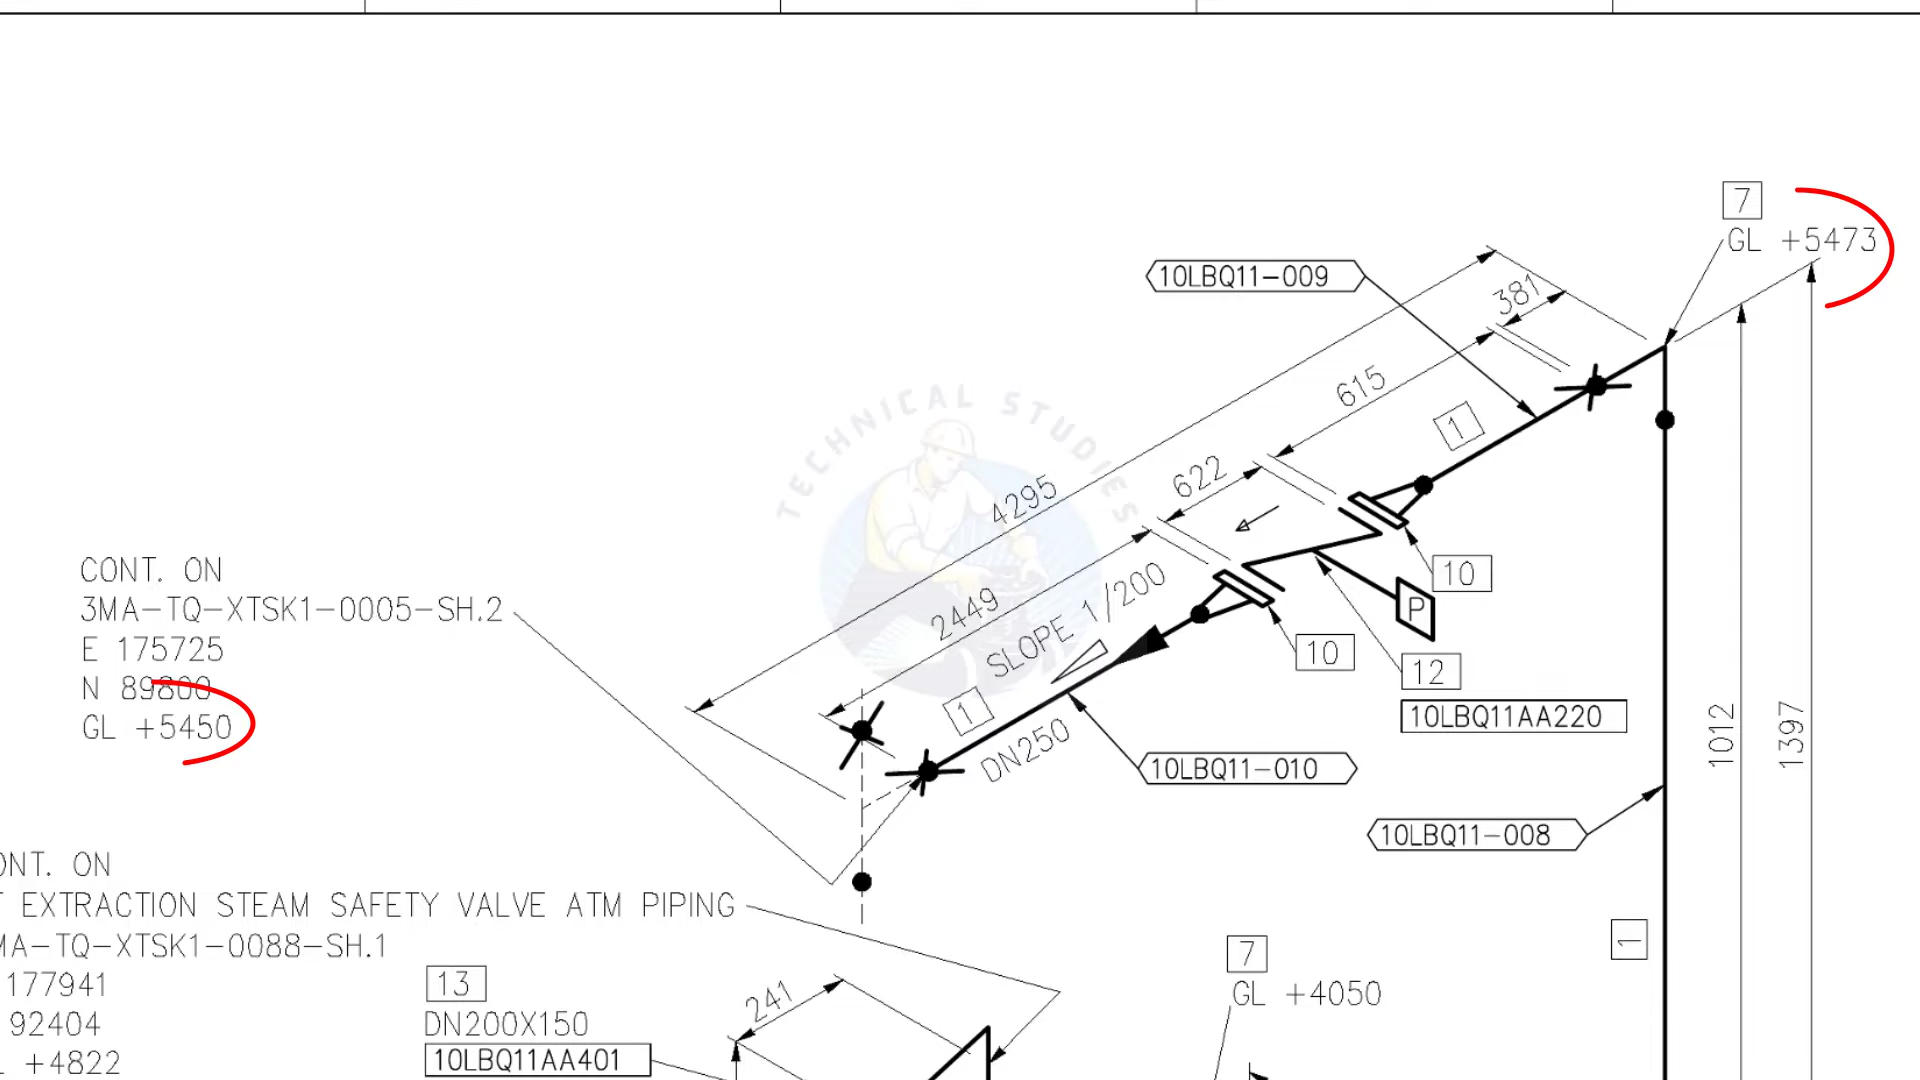 7
GL +5473
10LBQ11-009
381
615
1
TECHNICAL STUDIES
4295
622
2449
SLOPE 1/200
10
P
10
12
10LBQ11AA220
1
DN250
10LBQ11-010
1012
1397
10LBQ11-008
1
CONT. ON
3MA-TQ-XTSK1-0005-SH.2
E 175725
N 89800
GL +5450
ONT. ON
T EXTRACTION STEAM SAFETY VALVE ATM PIPING
MA-TQ-XTSK1-0088-SH.1
177941
92404
+4822
13
DN200X150
10LBQ11AA401
241
7
GL +4050